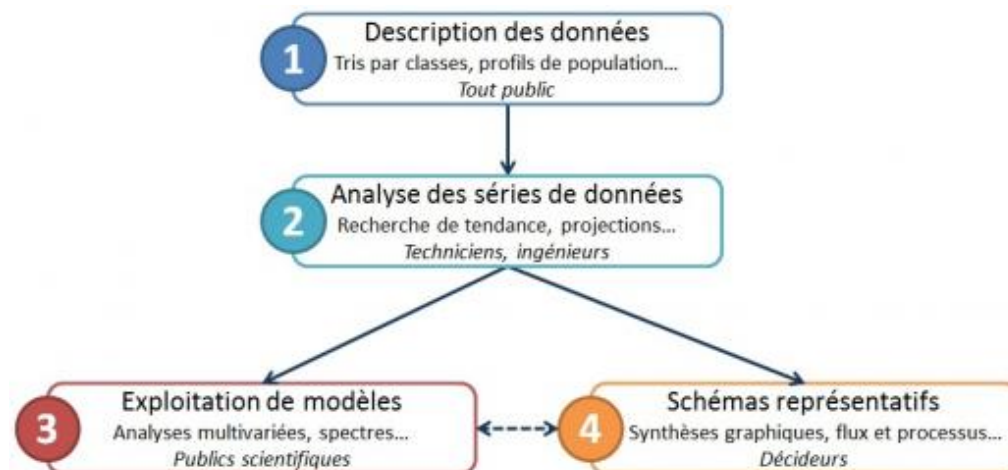 1
Description des données
Tris par classes, profils de population...
Tout public
2
Analyse des séries de données
Recherche de tendance, projections...
Techniciens, ingénieurs
3
Exploitation de modèles
Analyses multivariées, spectres...
Publics scientifiques
4
Schémas représentatifs
Synthèses graphiques, flux et processus...
Décideurs